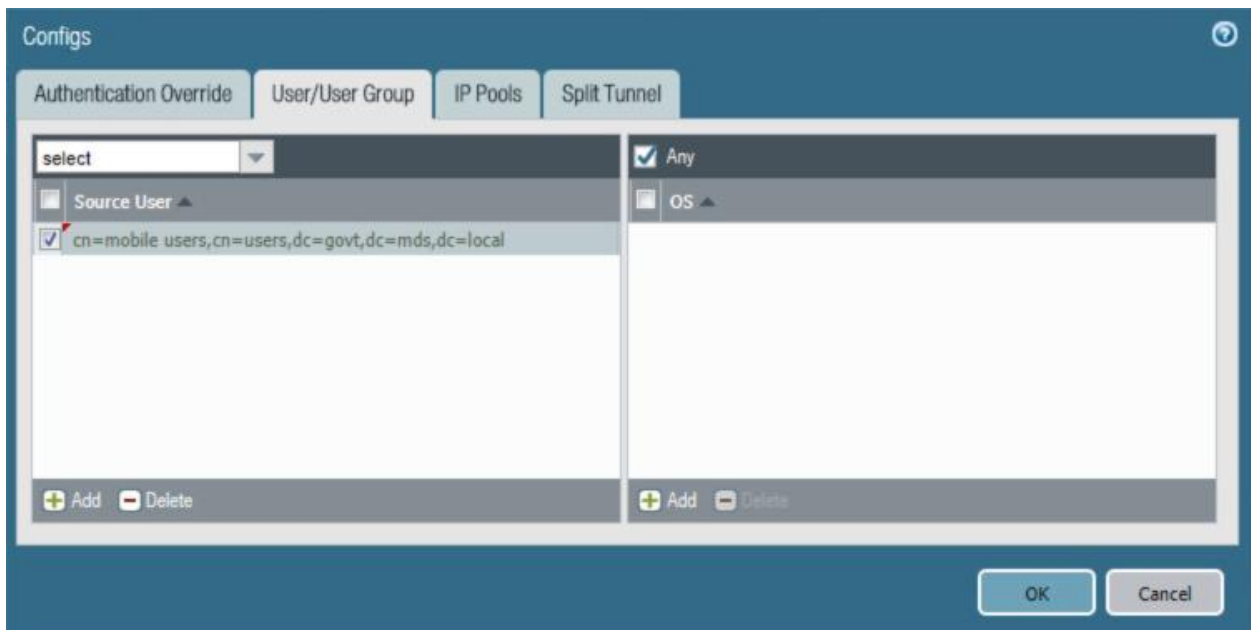 Configs
Authentication Override
User/User Group
IP Pools
Split Tunnel
select
Any
Source User
OS
cn=mobile users,cn=users,dc=govt,dc=mds,dc=local
Add
Delete
Add
Delete
OK
Cancel